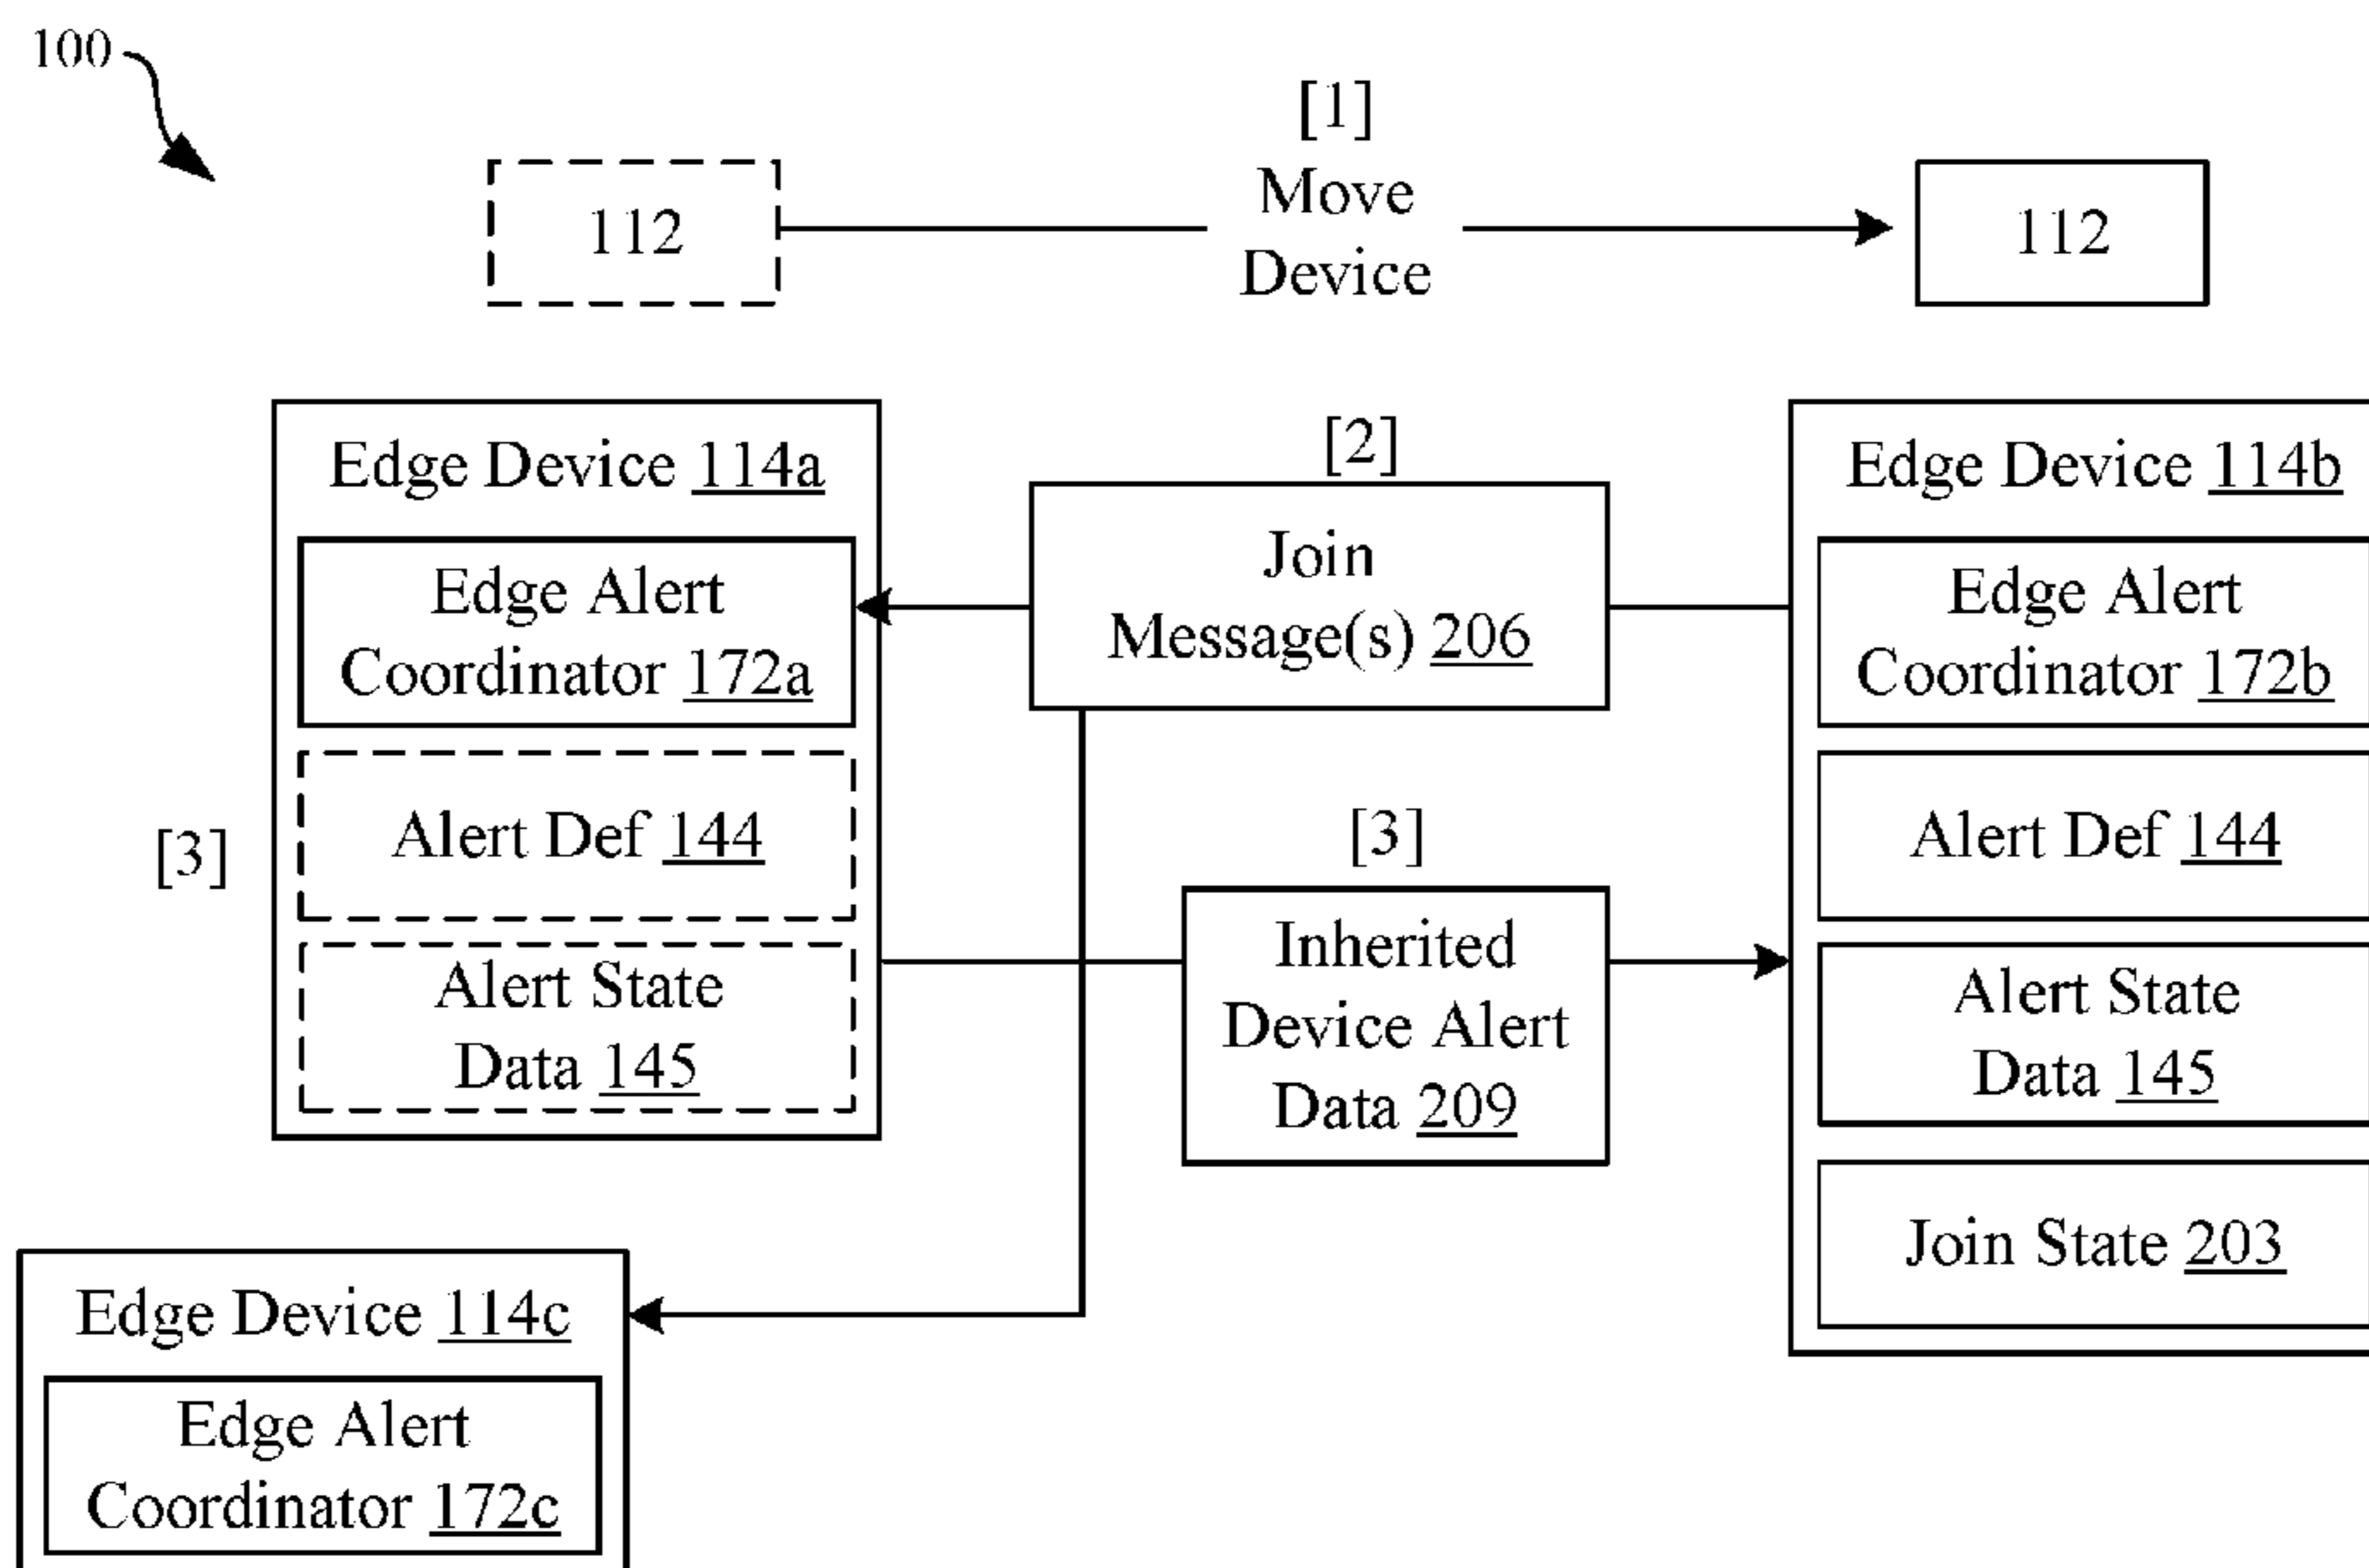 100
[1]
Move
Device
112
112
Edge Device 114a
Edge Alert
Coordinator 172a
Alert Def 144
Alert State
Data 145
[3]
[2]
Join
Message(s) 206
[3]
Inherited
Device Alert
Data 209
Edge Device 114b
Edge Alert
Coordinator 172b
Alert Def 144
Alert State
Data 145
Join State 203
Edge Device 114c
Edge Alert
Coordinator 172c